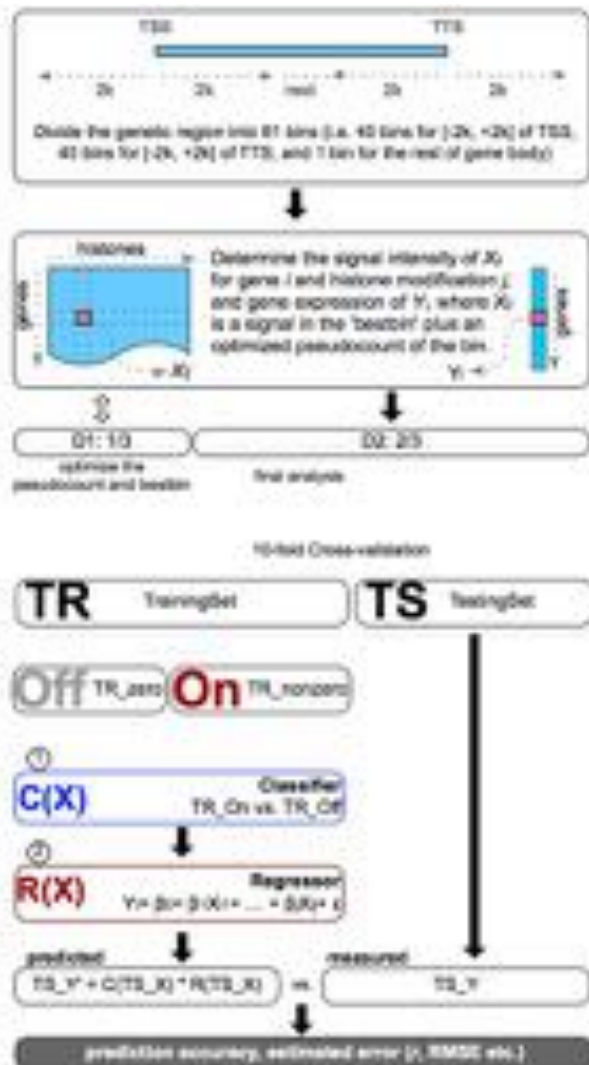 TSS TTS
2k 2k rest 2k 2k
Divide the genetic region into 81 bins (i.e. 40 bins for [-2k, +2k] of TSS,
40 bins for [-2k, +2k] of TTS, and 1 bin for the rest of gene body)
histones
genes
Determine the signal intensity of Xij
for gene i and histone modification j,
and gene expression of Yi, where Xij
is a signal in the 'bestbin' plus an
optimized pseudocount of the bin.
Xij
genes
Y
Yi
D1: 1/3
D2: 2/3
optimize the
pseudocount and bestbin
final analysis
10-fold Cross-validation
TR TrainingSet
TS TestingSet
Off TR_zero
On TR_nonzero
1
C(X) Classifier
TR_On vs. TR_Off
2
R(X) Regressor
predicted
measured
TS_Y' = C(TS_X) * R(TS_X)
vs.
TS_Y
prediction accuracy, estimated error (r, RMSE etc.)